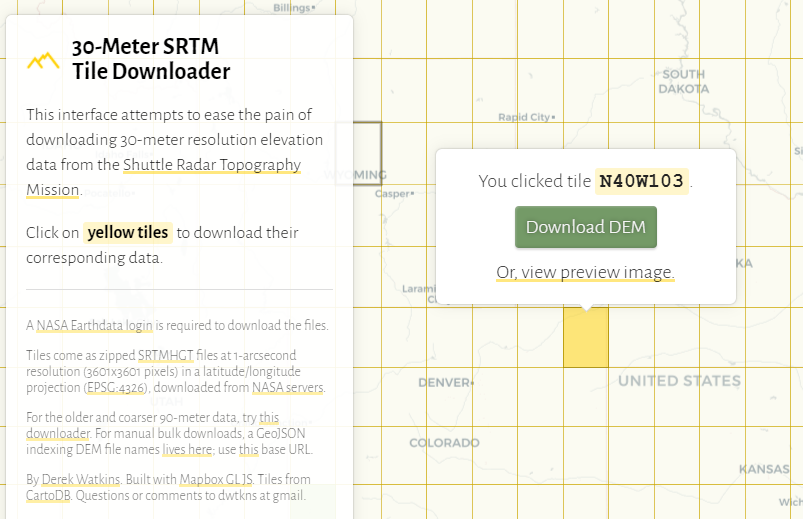 Billings
30-Meter SRTM
Tile Downloader
This interface attempts to ease the pain of
downloading 30-meter resolution elevation
data from the Shuttle Radar Topography
Mission.
Click on yellow tiles to download their
corresponding data.
A NASA Earthdata login is required to download the files.
Tiles come as zipped SRTMHGT files at 1-arcsecond
resolution (3601x3601 pixels) in a latitude/longitude
projection (EPSG:4326), downloaded from NASA servers.
For the older and coarser 90-meter data, try this
downloader. For manual bulk downloads, a GeoJSON
indexing DEM file names lives here; use this base URL.
By Derek Watkins. Built with Mapbox GL JS. Tiles from
CartoDB. Questions or comments to dwtkns at gmail.
SOUTH
DAKOTA
Rapid City
WYOMING
Casper
You clicked tile N40W103.
Download DEM
Or, view preview image.
KA
Larami
DENVER
UNITED STATES
UTAH
COLORADO
KANSAS
Wich